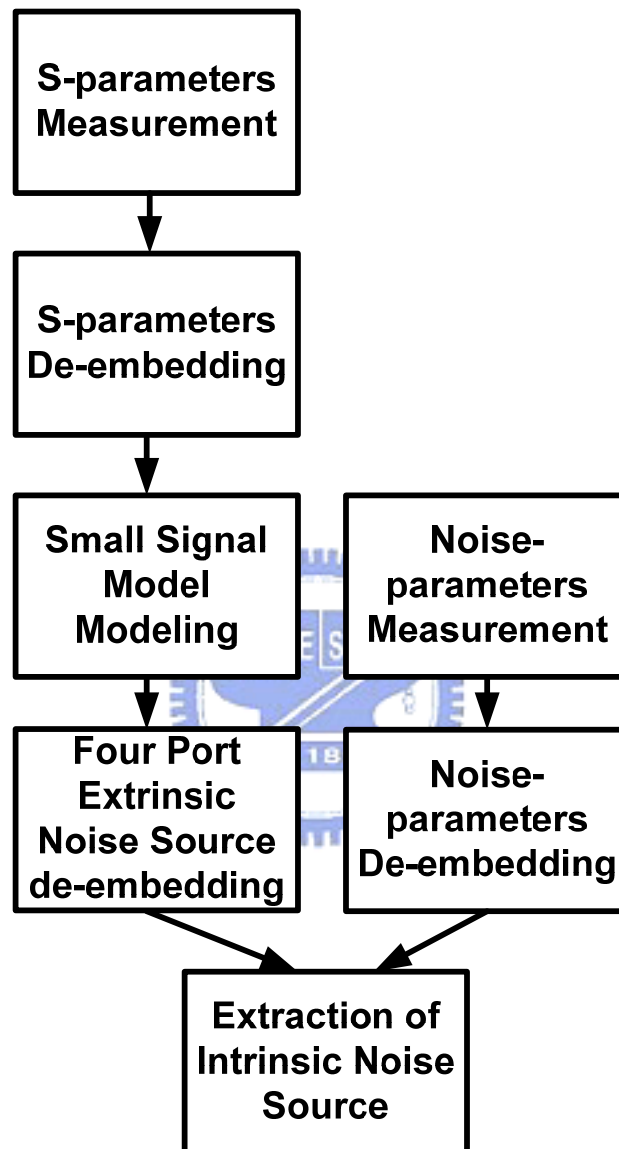 S-parameters
Measurement
S-parameters
De-embedding
Small Signal
Model
Modeling
Noise-
parameters
Measurement
E S
18
Four Port
Extrinsic
Noise Source
de-embedding
Noise-
parameters
De-embedding
Extraction of
Intrinsic Noise
Source